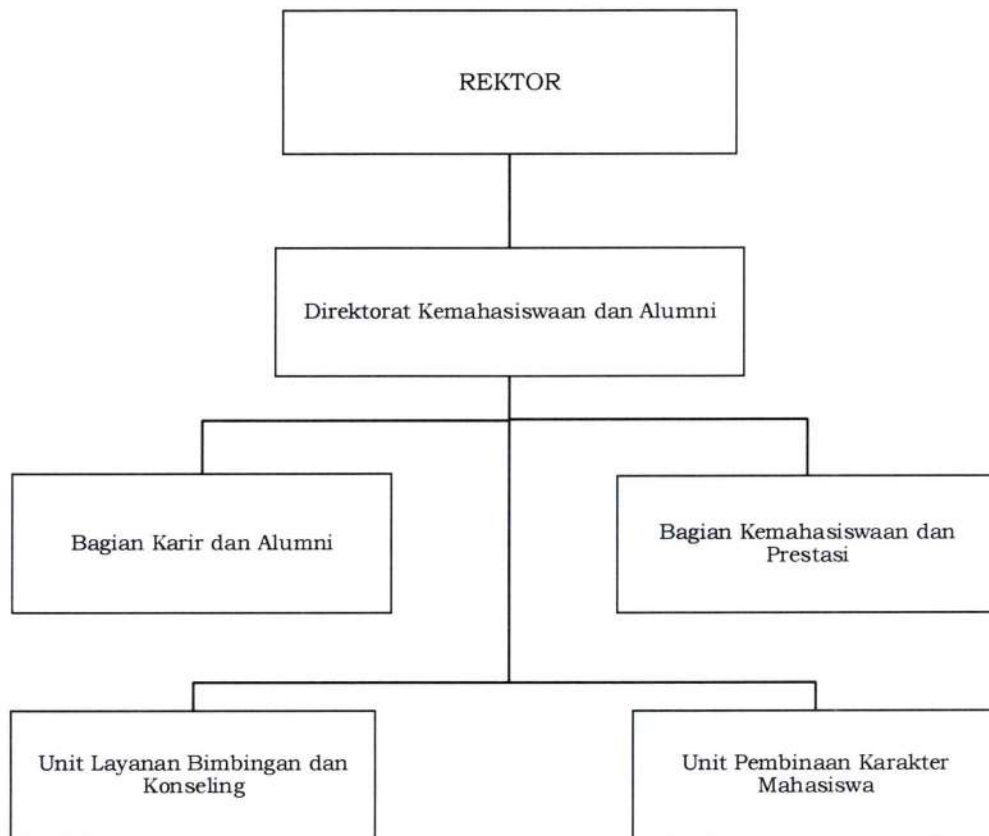 REKTOR
Direktorat Kemahasiswaan dan Alumni
Bagian Karir dan Alumni
Bagian Kemahasiswaan dan
Prestasi
Unit Layanan Bimbingan dan
Konseling
Unit Pembinaan Karakter
Mahasiswa